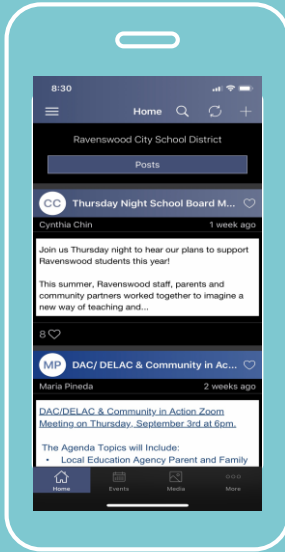 8:30
Home
Ravenswood City School District
Posts
CC Thursday Night School Board M...
Cynthia Chin 1 week ago
Join us Thursday night to hear our plans to support
Ravenswood students this year!
This summer, Ravenswood staff, parents and
community partners worked together to imagine a
new way of teaching and...
8
MP DAC/ DELAC & Community in Ac...
Maria Pineda 2 weeks ago
DAC/DELAC & Community in Action Zoom
Meeting on Thursday, September 3rd at 6pm.
The Agenda Topics will Include:
• Local Education Agency Parent and Family
Home Events Media More